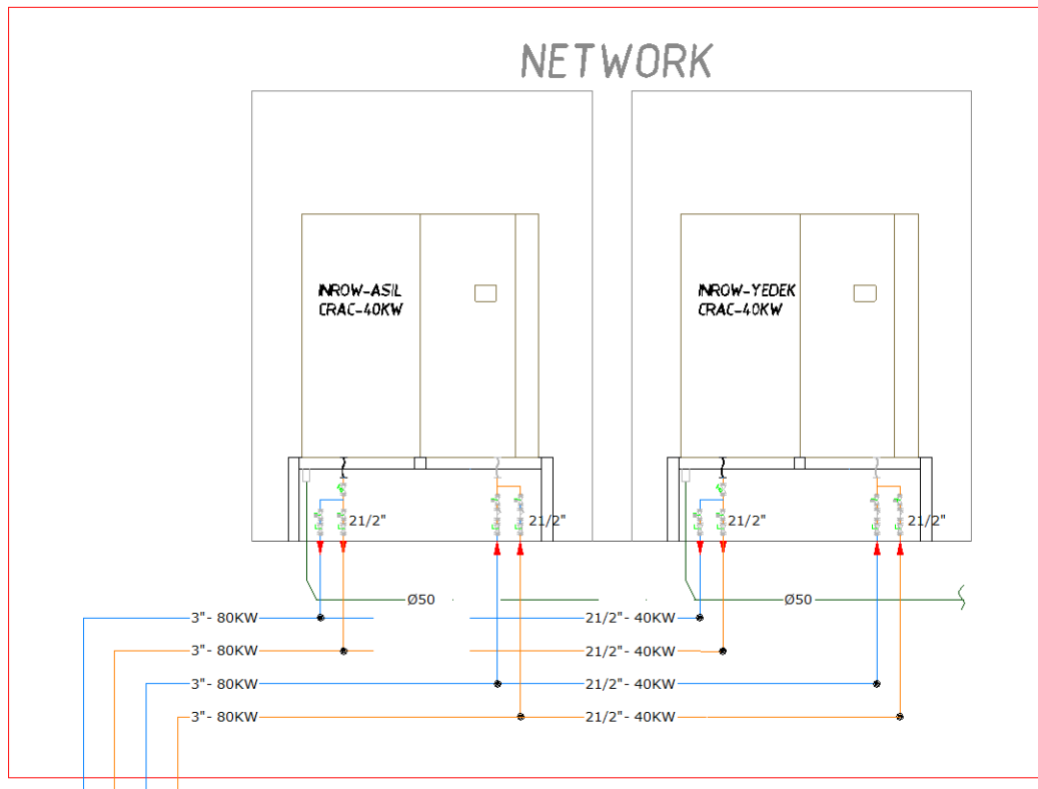 NETWORK
INROW-ASIL
CRAC-40KW
INROW-YEDEK
CRAC-40KW
21/2"
21/2"
21/2"
21/2"
Ø50
Ø50
3"- 80KW
21/2"- 40KW
3"- 80KW
21/2"- 40KW
3"- 80KW
21/2"- 40KW
3"- 80KW
21/2"- 40KW